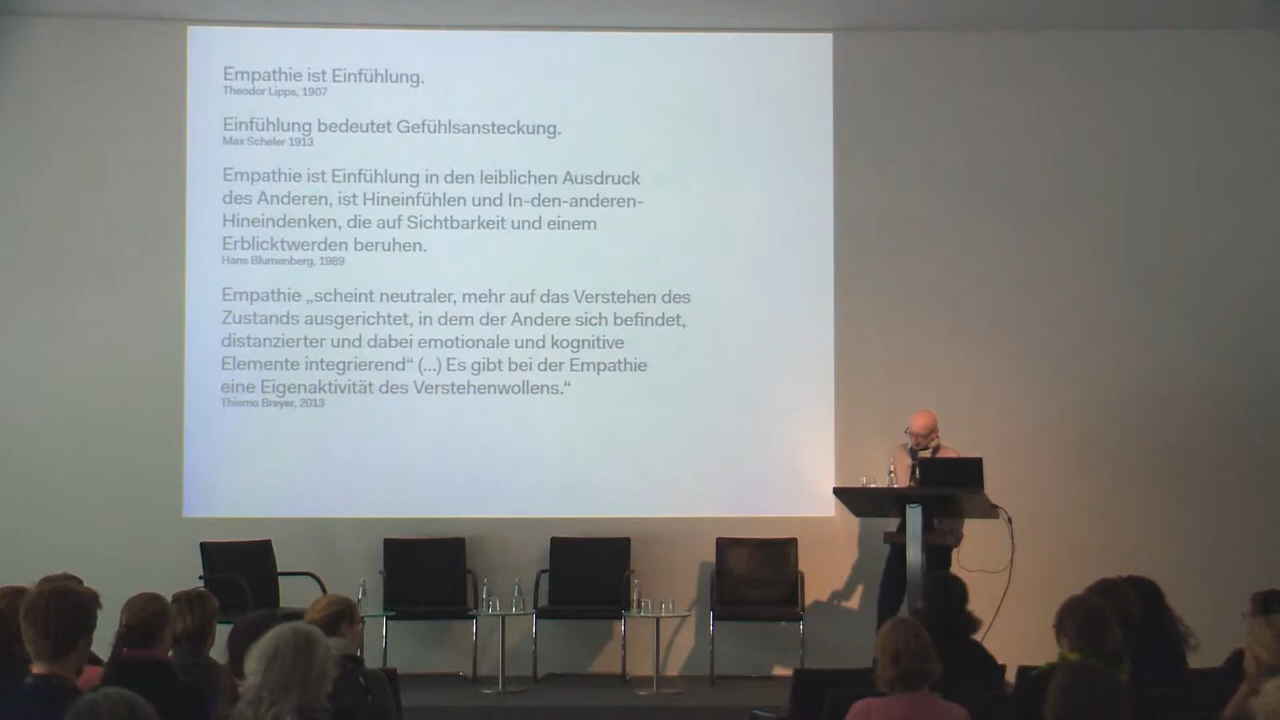 Empathie ist Einfühlung.
Theodor Lipps, 1907
Einfühlung bedeutet Gefühlsansteckung.
Max Scheler 1913
Empathie ist Einfühlung in den leiblichen Ausdruck
des Anderen, ist Hineinfühlen und In-den-anderen-
Hineindenken, die auf Sichtbarkeit und einem
Erblicktwerden beruhen.
Hans Blumenberg, 1989
Empathie „scheint neutraler, mehr auf das Verstehen des
Zustands ausgerichtet, in dem der Andere sich befindet,
distanzierter und dabei emotionale und kognitive
Elemente integrierend“ (...) Es gibt bei der Empathie
eine Eigenaktivität des Verstehenwollens.“
Thiemo Breyer, 2013